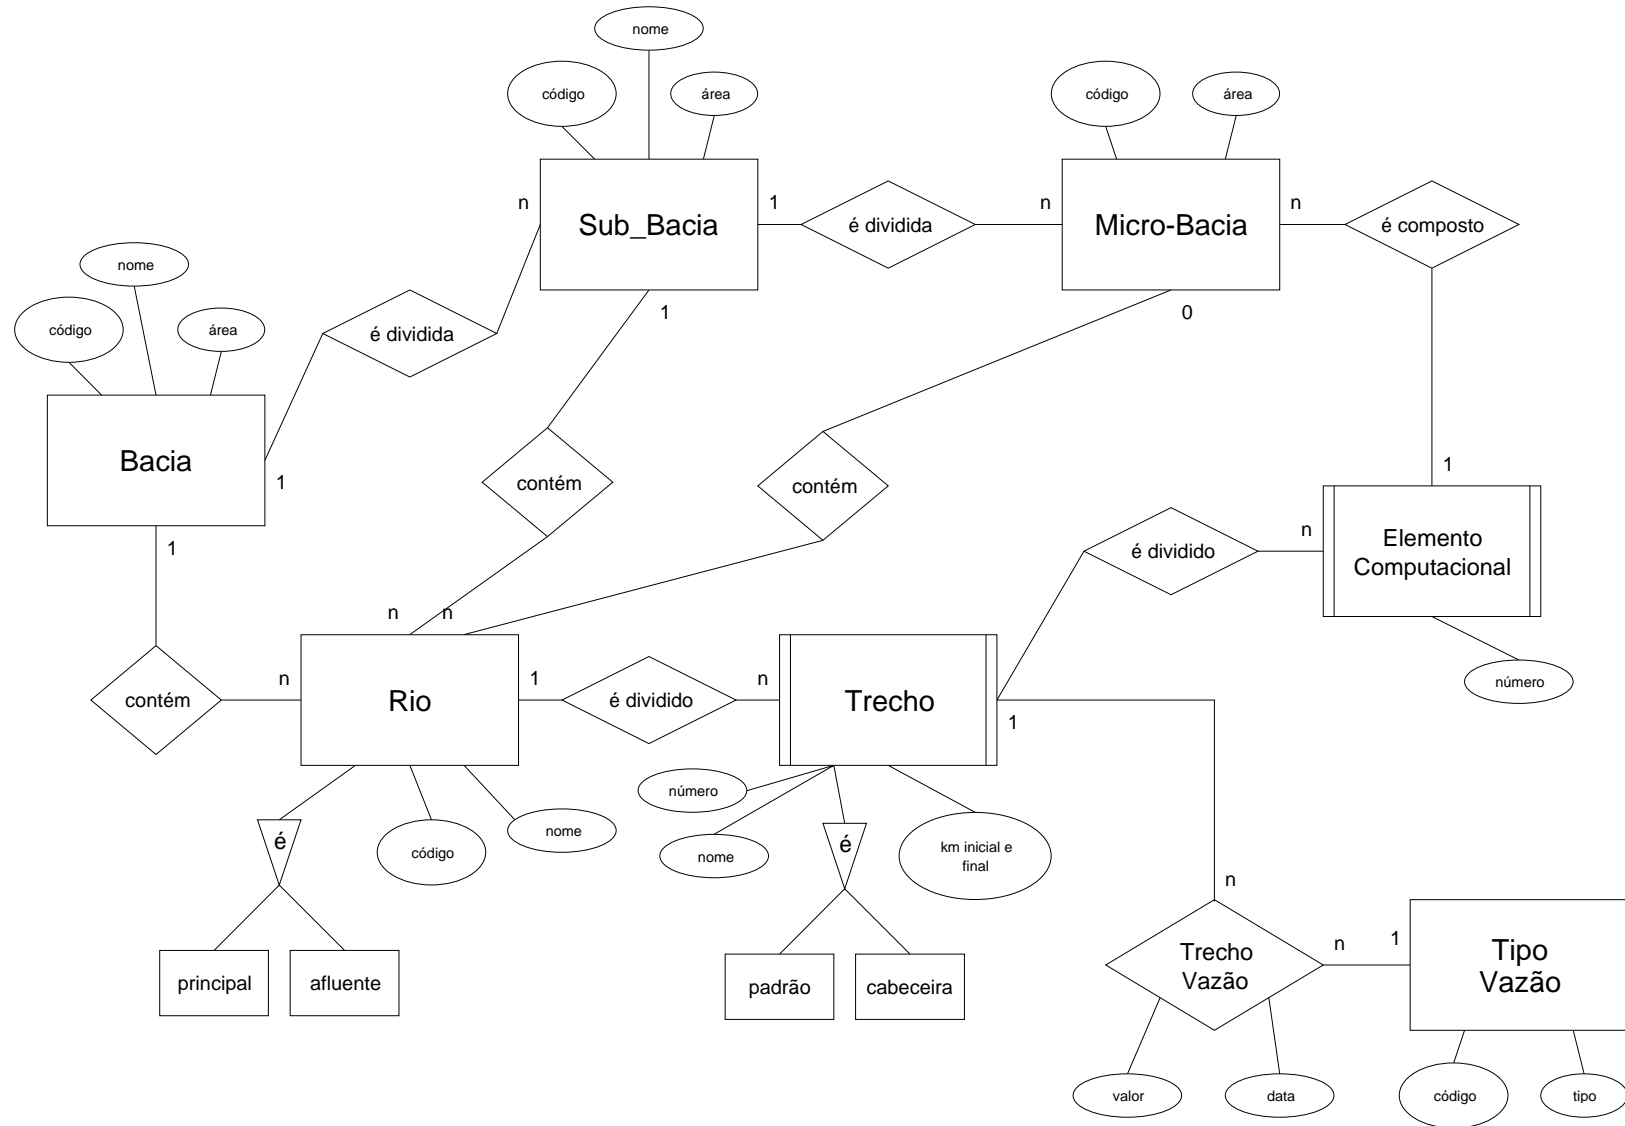 nome
código
área
código
área
n
Sub_Bacia
1
é dividida
n
Micro-Bacia
n
é composto
nome
código
área
é dividida
1
0
Bacia
1
contém
contém
1
Elemento
Computacional
n
é dividido
1
n
n
número
contém
n
Rio
1
é dividido
n
Trecho
1
número
nome
é
km inicial e
final
é
código
nome
n
principal
afluente
padrão
cabeceira
Trecho
Vazão
n
1
Tipo
Vazão
valor
data
código
tipo